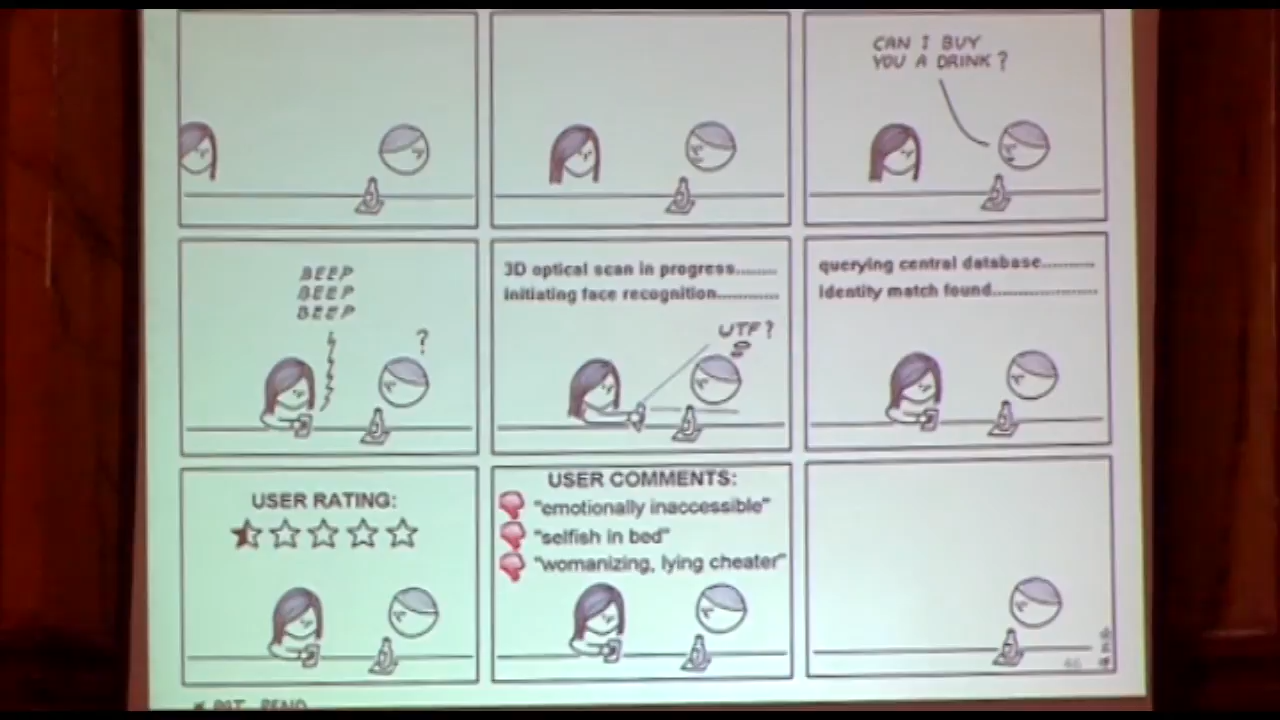 CAN I BUY
YOU A DRINK?
BEEP
BEEP
BEEP
?
3D optical scan in progress........
Initiating face recognition............
WTF?
querying central database..........
Identity match found....................
USER RATING:
USER COMMENTS:
"emotionally inaccessible"
"selfish in bed"
"womanizing, lying cheater"
46